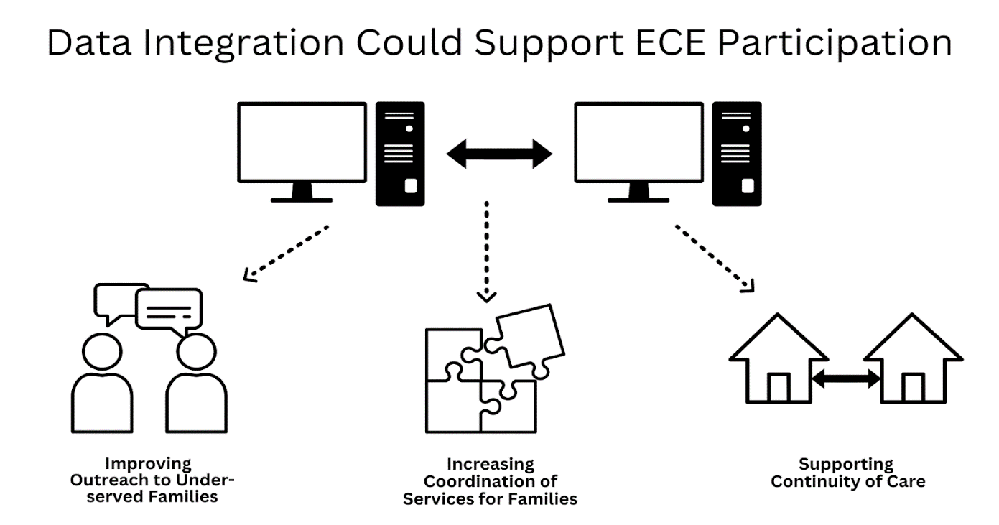 Data Integration Could Support ECE Participation
Improving
Outreach to Under-
served Families
Increasing
Coordination of
Services for Families
Supporting
Continuity of Care